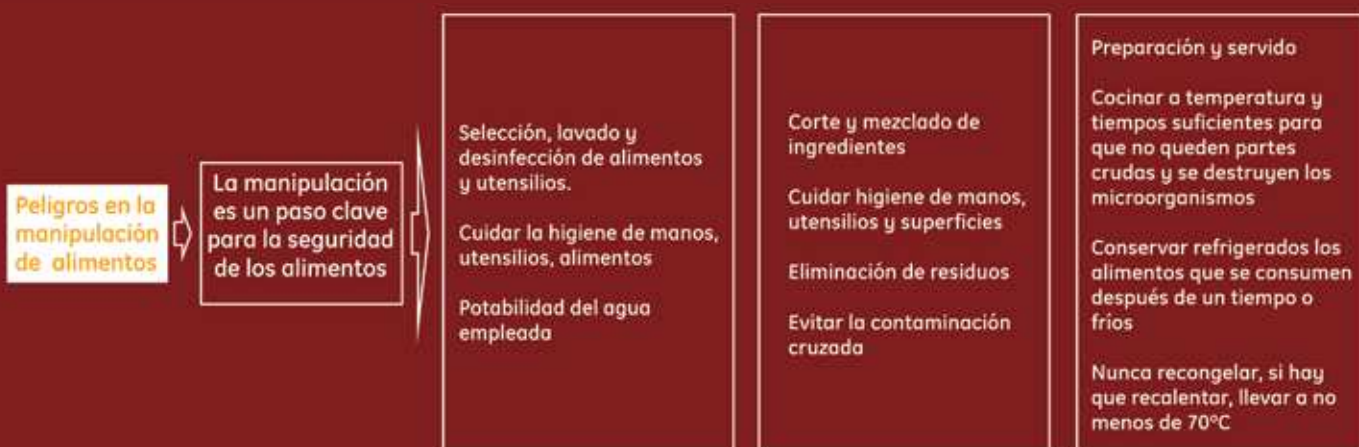 Peligros en la
manipulación
de alimentos
La manipulación
es un paso clave
para la seguridad
de los alimentos
Selección, lavado y
desinfección de alimentos
y utensilios.
Cuidar la higiene de manos,
utensilios, alimentos
Potabilidad del agua
empleada
Corte y mezclado de
ingredientes
Cuidar higiene de manos,
utensilios y superficies
Eliminación de residuos
Evitar la contaminación
cruzada
Preparación y servido
Cocinar a temperatura y
tiempos suficientes para
que no queden partes
crudas y se destruyen los
microorganismos
Conservar refrigerados los
alimentos que se consumen
después de un tiempo o
fríos
Nunca recongelar, si hay
que recalentar, llevar a no
menos de 70°C